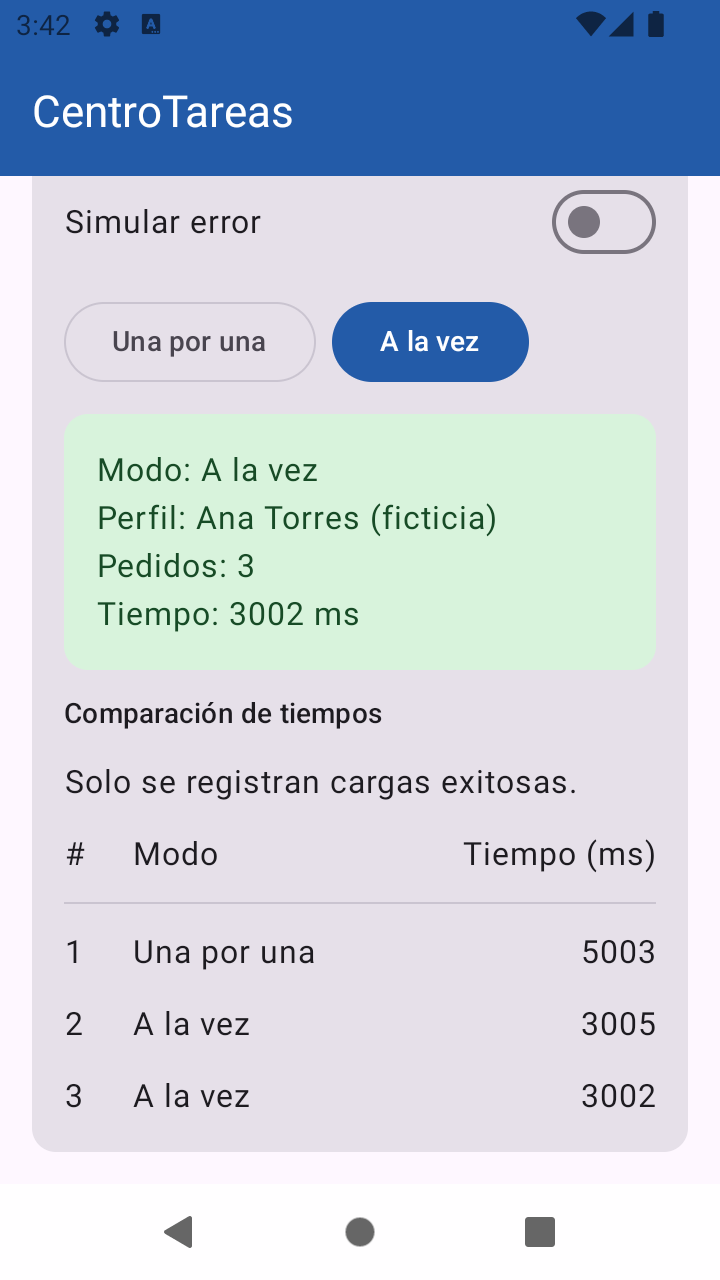 3:42
CentroTareas
Simular error
Una por una
A la vez
Modo: A la vez
Perfil: Ana Torres (ficticia)
Pedidos: 3
Tiempo: 3002 ms
Comparación de tiempos
Solo se registran cargas exitosas.
# Modo Tiempo (ms)
1 Una por una 5003
2 A la vez 3005
3 A la vez 3002